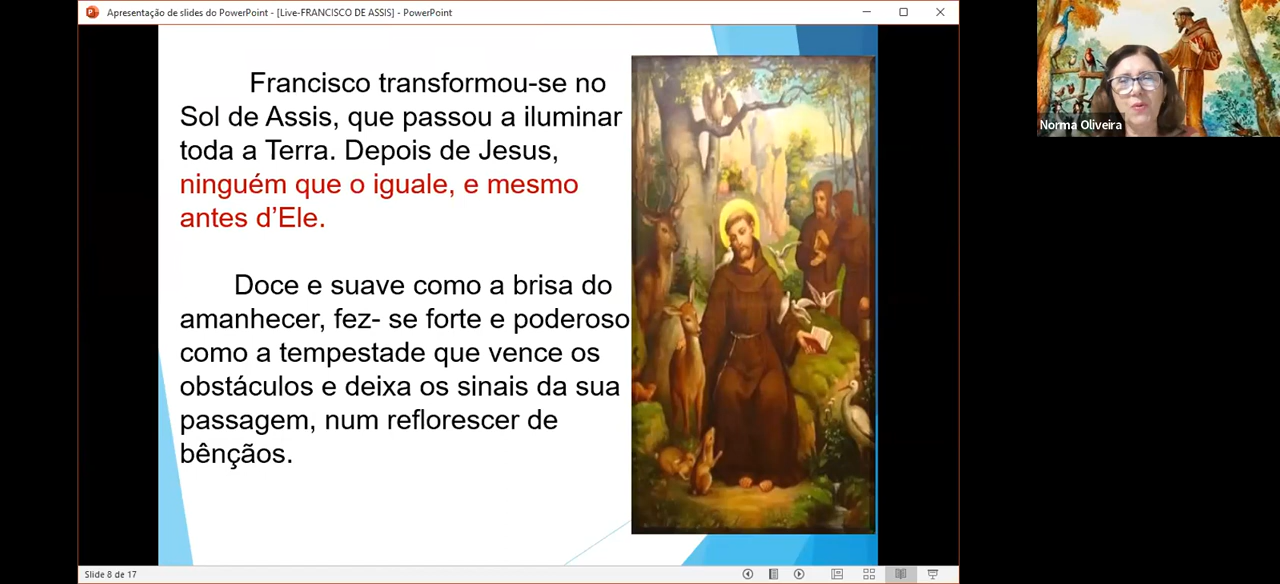 Apresentação de slides do PowerPoint - [Live-FRANCISCO DE ASSIS] - PowerPoint
Francisco transformou-se no
Sol de Assis, que passou a iluminar
toda a Terra. Depois de Jesus,
ninguém que o iguale, e mesmo
antes d’Ele.
Doce e suave como a brisa do
amanhecer, fez- se forte e poderoso
como a tempestade que vence os
obstáculos e deixa os sinais da sua
passagem, num reflorescer de
bênçãos.
Norma Oliveira
Slide 8 de 17